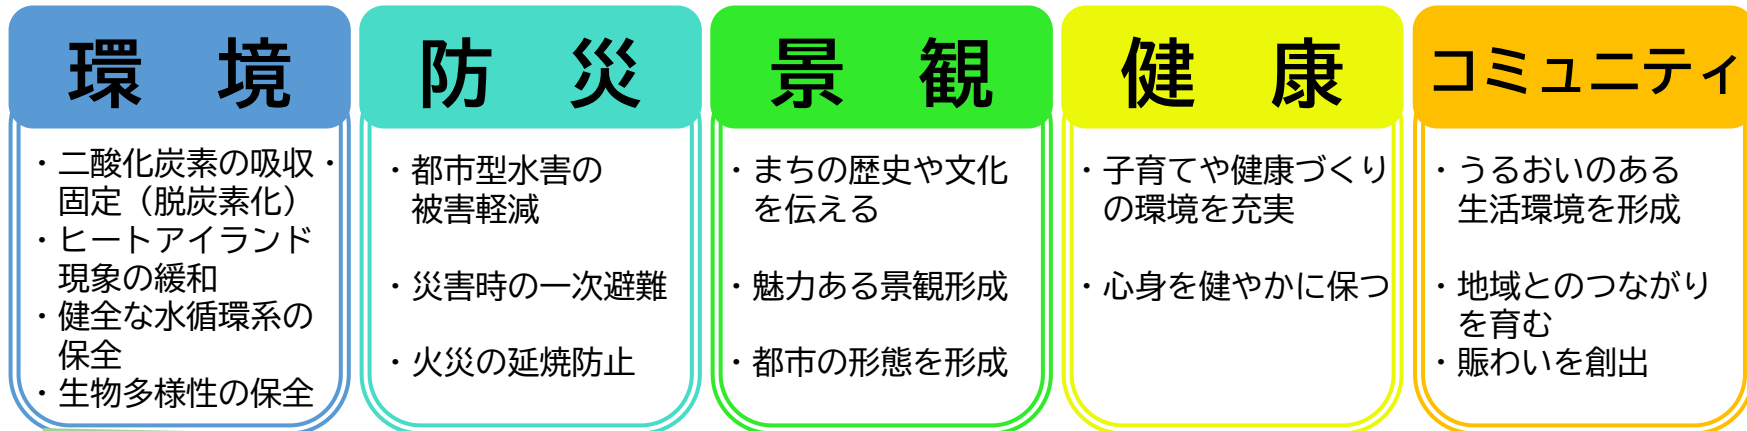 環　境
・二酸化炭素の吸収・
固定（脱炭素化）
・ヒートアイランド
現象の緩和
・健全な水循環系の
保全
・生物多様性の保全
防　災
・都市型水害の
被害軽減
・災害時の一次避難
・火災の延焼防止
景　観
・まちの歴史や文化
を伝える
・魅力ある景観形成
・都市の形態を形成
健　康
・子育てや健康づくり
の環境を充実
・心身を健やかに保つ
コミュニティ
・うるおいのある
生活環境を形成
・地域とのつながり
を育む
・賑わいを創出